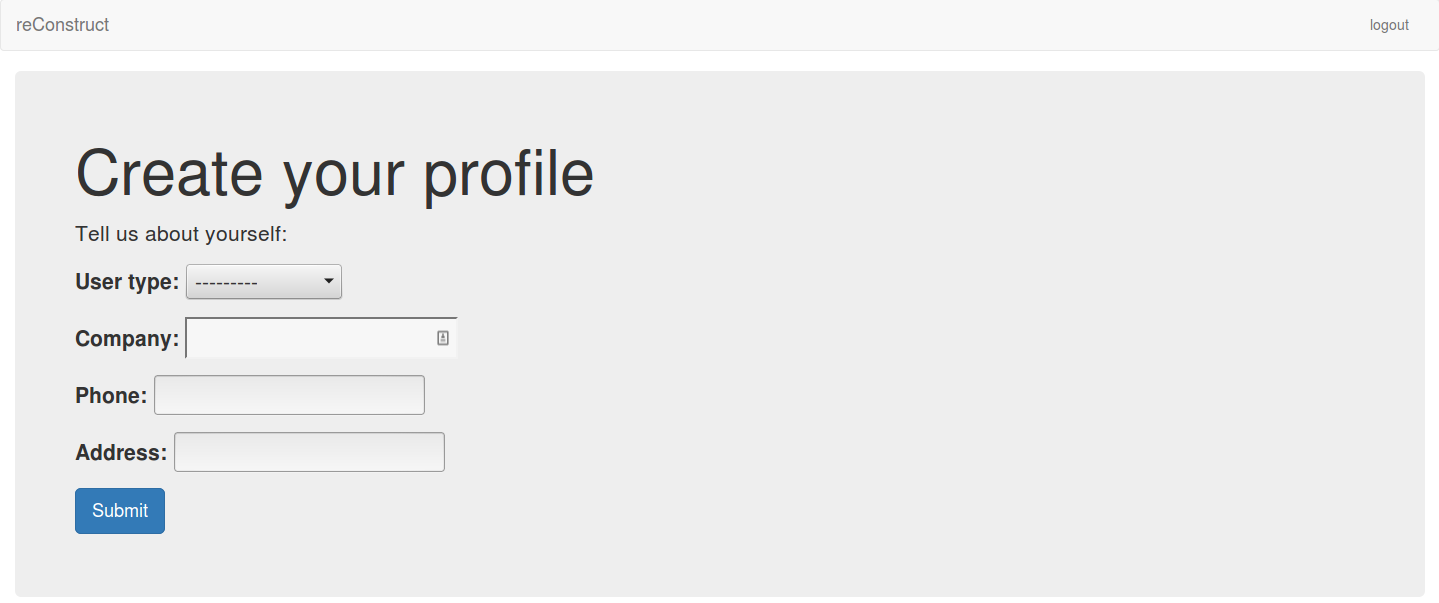 reConstruct logout
Create your profile
Tell us about yourself:
User type: ---------
Company:
Phone:
Address:
Submit